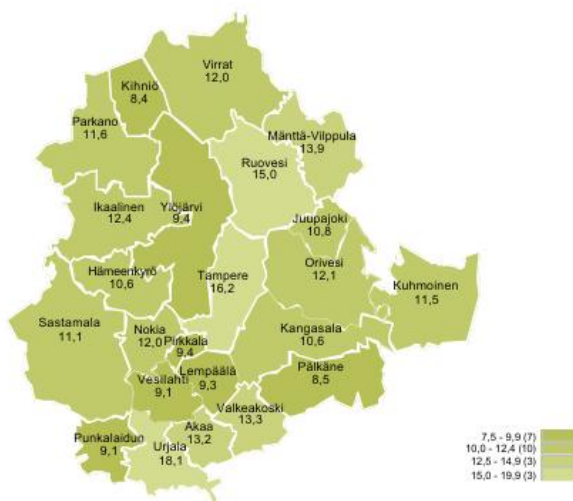 Virrat
12,0
Kihniö
8,4
Parkano
11,6
Mänttä-Vilppula
13,9
Ruovesi
15,0
Ikaalinen
12,4
Ylöjärvi
9,4
Juupajoki
10,8
Hämeenkyrö
10,6
Tampere
16,2
Orivesi
12,1
Kuhmoinen
11,5
Sastamala
11,1
Nokia
12,0
Pirkkala
9,4
Kangasala
10,6
Lempäälä
9,3
Pälkäne
8,5
Vesilahti
9,1
Valkeakoski
13,3
Akaa
13,2
Punkalaidun
9,1
Urjala
18,1
7,5 - 9,9 (7)
10,0 - 12,4 (10)
12,5 - 14,9 (3)
15,0 - 19,9 (3)